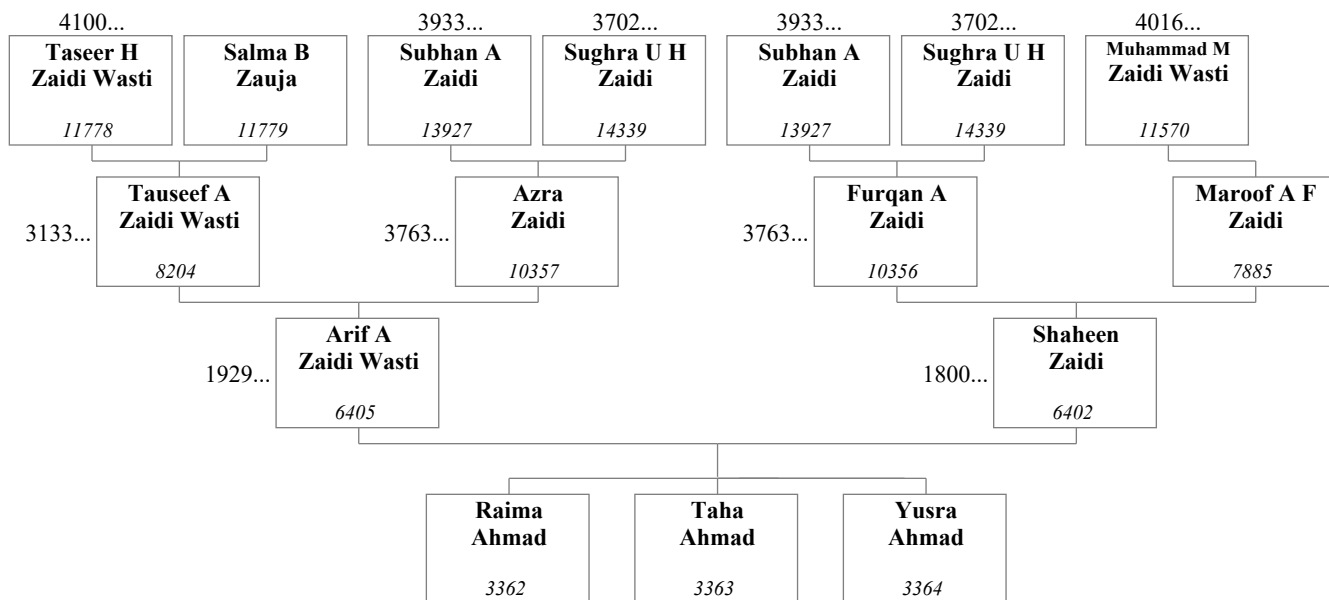 4100... 3933... 3702... 3933... 3702... 4016...
Taseer H Salma B Subhan A Sughra U H Subhan A Sughra U H Muhammad M
Zaidi Wasti Zauja Zaidi Zaidi Zaidi Zaidi Zaidi Wasti
11778 11779 13927 14339 13927 14339 11570
Tauseef A Azra Furqan A Maroof A F
Zaidi Wasti Zaidi Zaidi Zaidi
3133... 3763... 3763...
8204 10357 10356 7885
Arif A Shaheen
Zaidi Wasti Zaidi
1929... 1800...
6405 6402
Raima Taha Yusra
Ahmad Ahmad Ahmad
3362 3363 3364